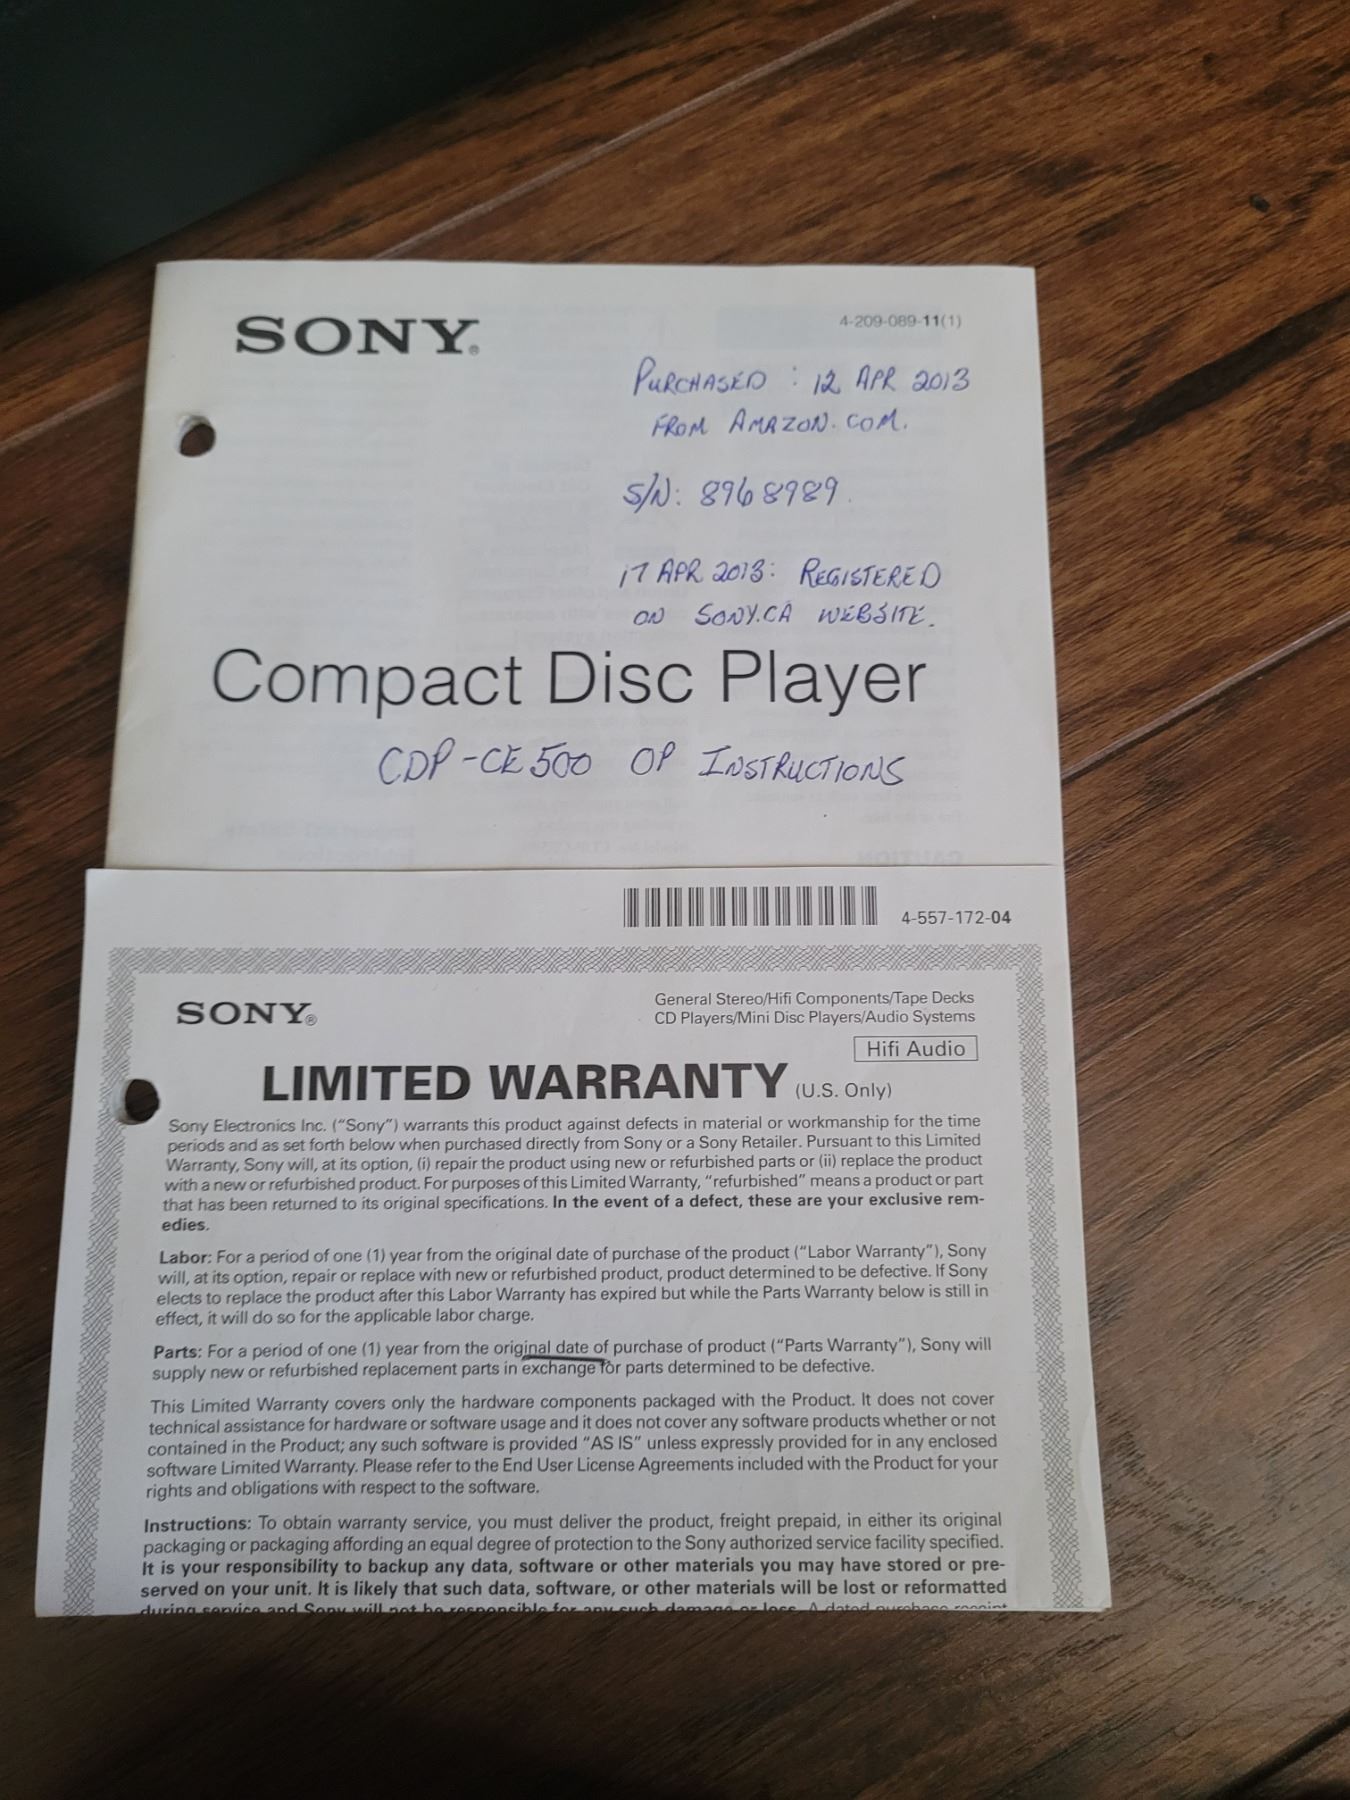 SONY®
4-209-089-11(1)
PURCHASED : 12 APR 2013
FROM AMAZON.COM.
S/N: 8968989.
17 APR 2013: REGISTERED
ON SONY.CA WEBSITE.
Compact Disc Player
CDP-CE500 OP INSTRUCTIONS
4-557-172-04
SONY®
General Stereo/Hifi Components/Tape Decks
CD Players/Mini Disc Players/Audio Systems
Hifi Audio
LIMITED WARRANTY (U.S. Only)
Sony Electronics Inc. (“Sony”) warrants this product against defects in material or workmanship for the time
periods and as set forth below when purchased directly from Sony or a Sony Retailer. Pursuant to this Limited
Warranty, Sony will, at its option, (i) repair the product using new or refurbished parts or (ii) replace the product
with a new or refurbished product. For purposes of this Limited Warranty, “refurbished” means a product or part
that has been returned to its original specifications. In the event of a defect, these are your exclusive rem-
edies.
Labor: For a period of one (1) year from the original date of purchase of the product (“Labor Warranty”), Sony
will, at its option, repair or replace with new or refurbished product, product determined to be defective. If Sony
elects to replace the product after this Labor Warranty has expired but while the Parts Warranty below is still in
effect, it will do so for the applicable labor charge.
Parts: For a period of one (1) year from the original date of purchase of product (“Parts Warranty”), Sony will
supply new or refurbished replacement parts in exchange for parts determined to be defective.
This Limited Warranty covers only the hardware components packaged with the Product. It does not cover
technical assistance for hardware or software usage and it does not cover any software products whether or not
contained in the Product; any such software is provided “AS IS” unless expressly provided for in any enclosed
software Limited Warranty. Please refer to the End User License Agreements included with the Product for your
rights and obligations with respect to the software.
Instructions: To obtain warranty service, you must deliver the product, freight prepaid, in either its original
packaging or packaging affording an equal degree of protection to the Sony authorized service facility specified.
It is your responsibility to backup any data, software or other materials you may have stored or pre-
served on your unit. It is likely that such data, software, or other materials will be lost or reformatted
during service and Sony will not be responsible for any such damage or loss. A dated purchase receipt